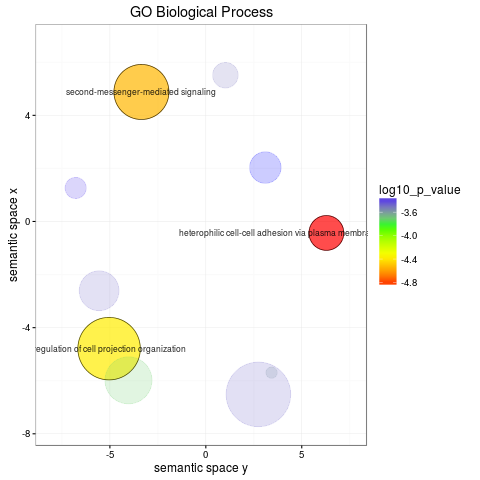 GO Biological Process
second-messenger-mediated signaling
heterophilic cell-cell adhesion via plasma membra
regulation of cell projection organization
4
0
-4
-8
-5
0
5
semantic space y
semantic space x
log10_p_value
-3.6
-4.0
-4.4
-4.8